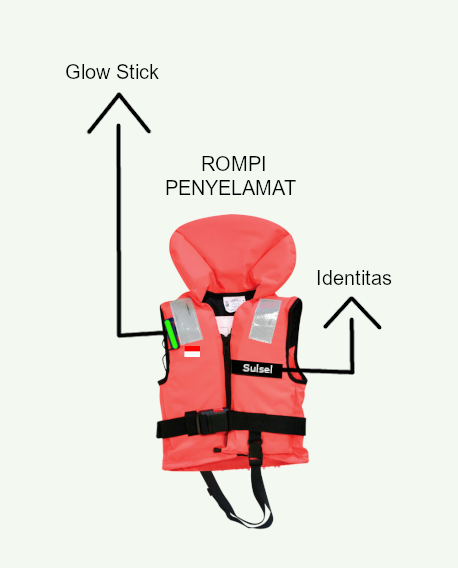 Glow Stick
ROMPI
PENYELAMAT
Identitas
Sulsel